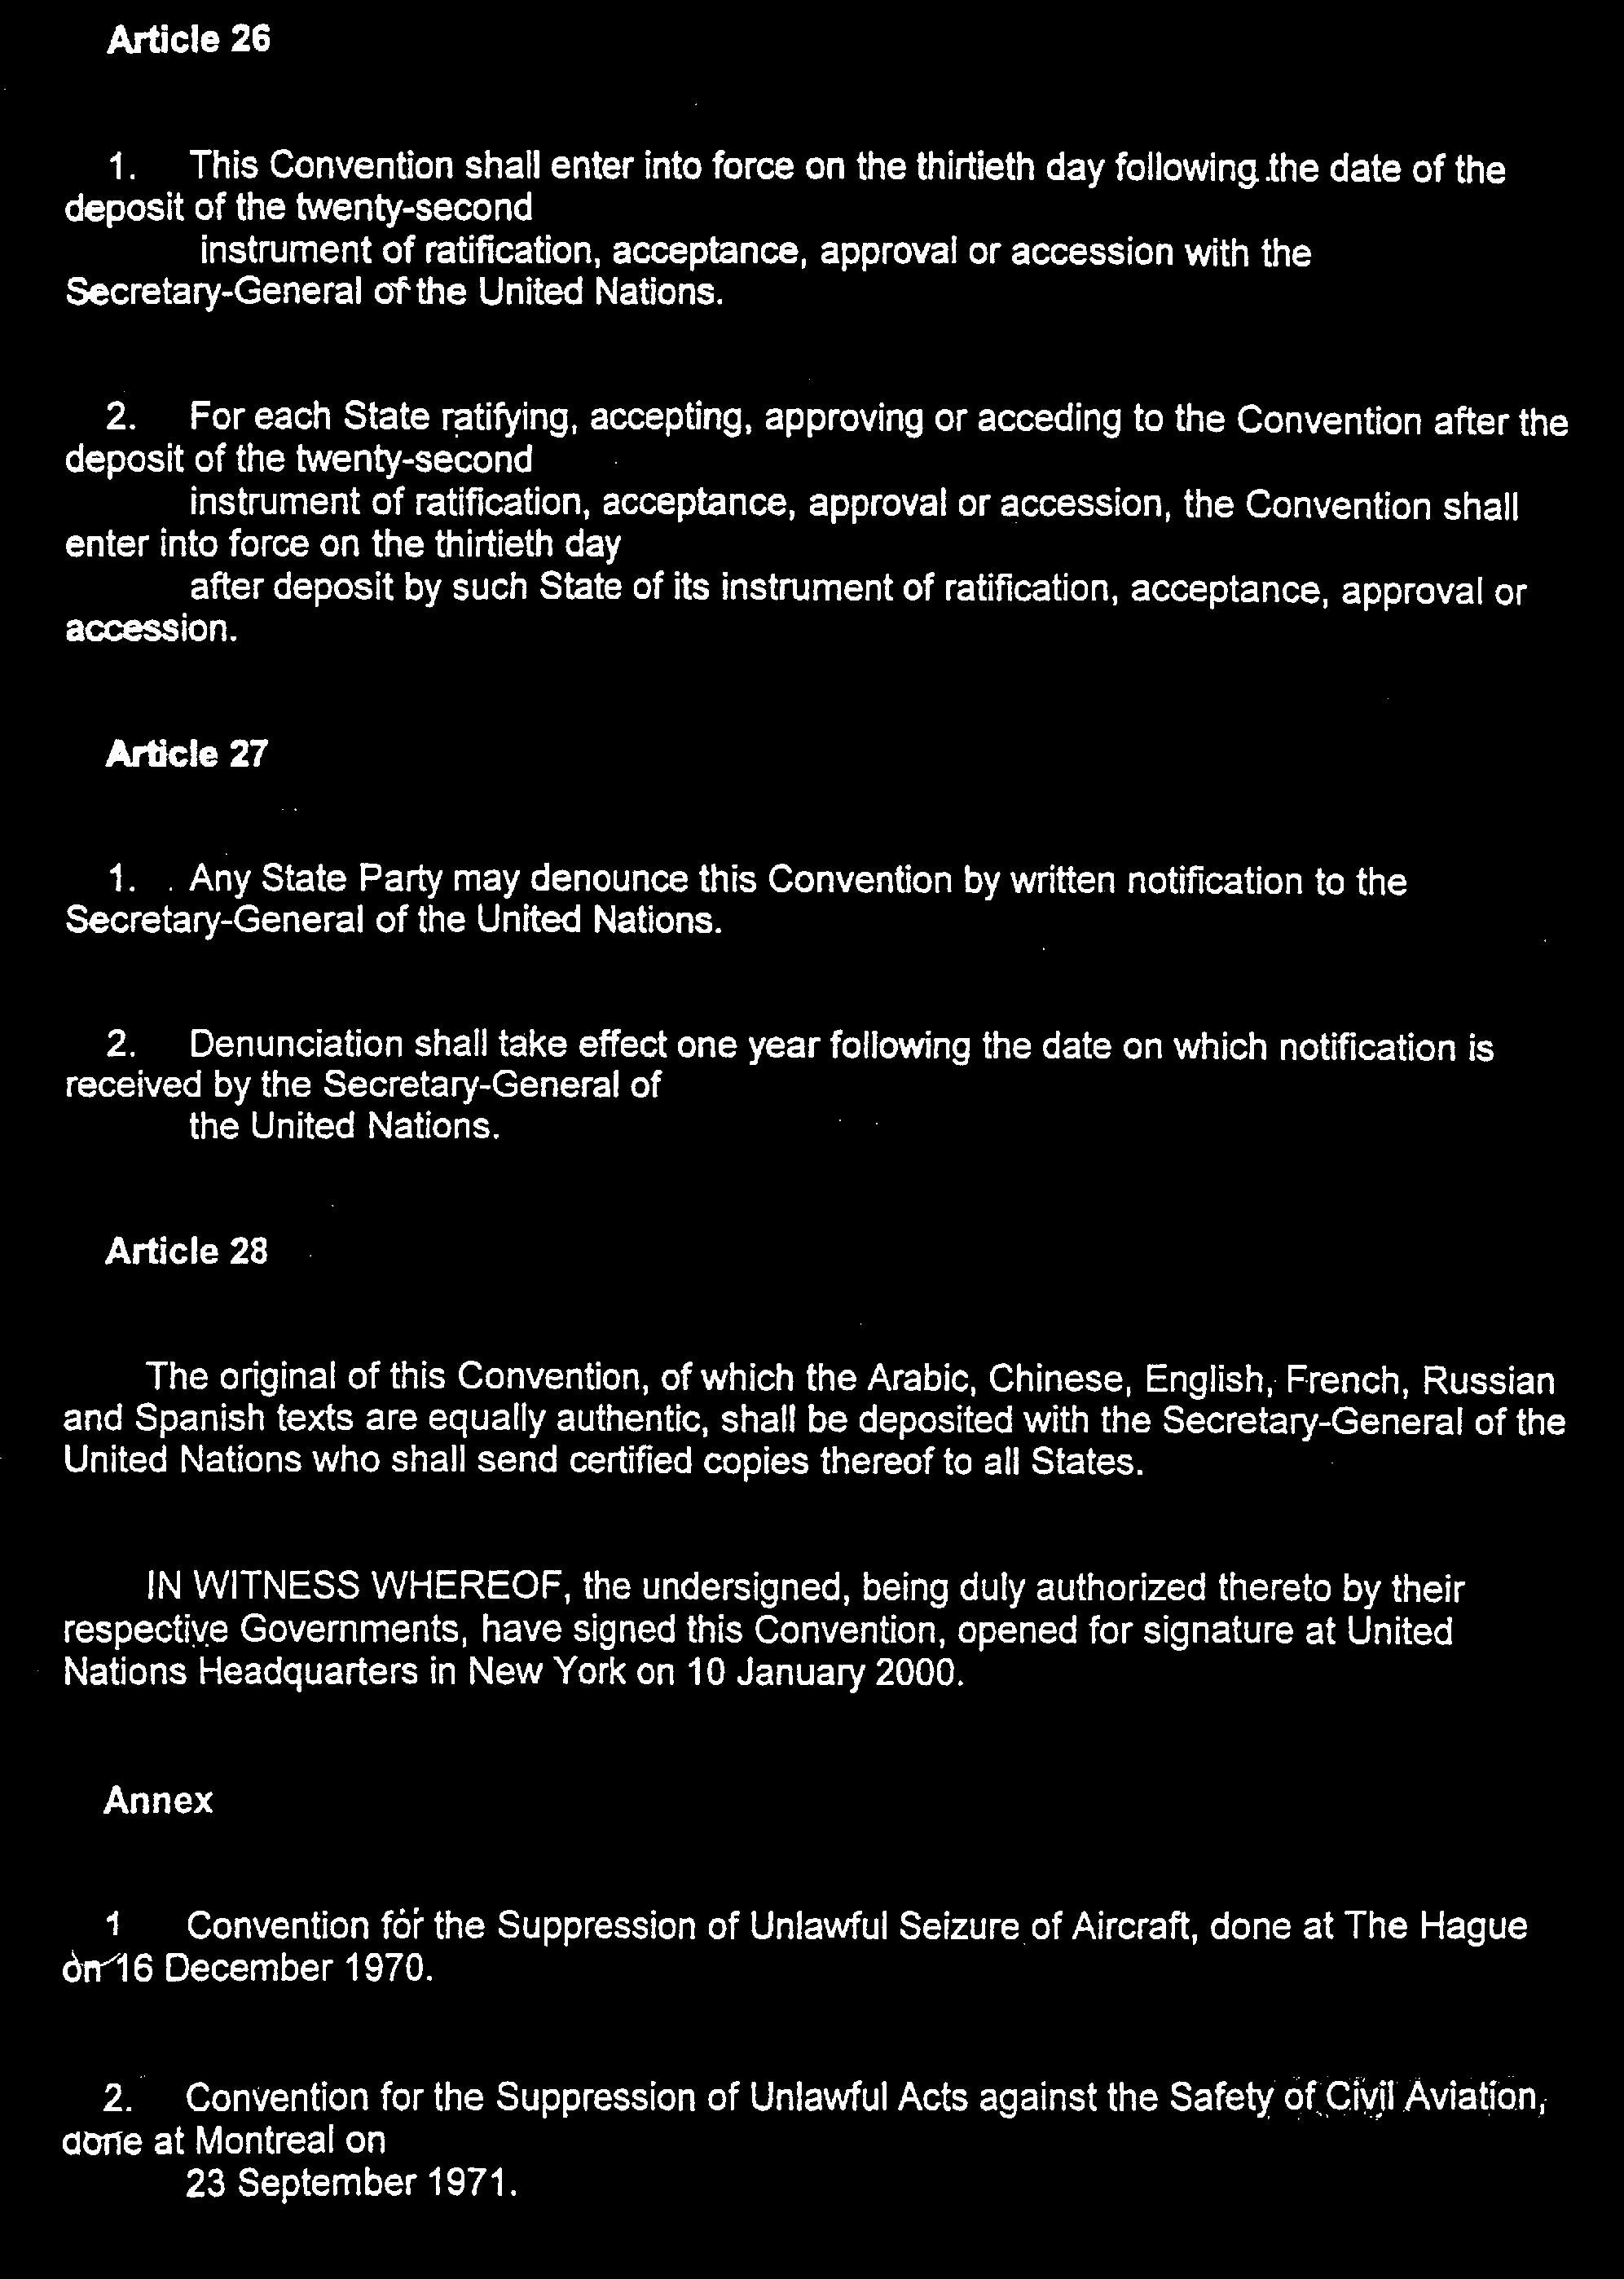 Article 26
1. This Convention shall enter into force on the thirtieth day following the date of the
deposit of the twenty-second
instrument of ratification, acceptance, approval or accession with the
Secretary-General of the United Nations.
2. For each State ratifying, accepting, approving or acceding to the Convention after the
deposit of the twenty-second
instrument of ratification, acceptance, approval or accession, the Convention shall
enter into force on the thirtieth day
after deposit by such State of its instrument of ratification, acceptance, approval or
accession.
Article 27
1. Any State Party may denounce this Convention by written notification to the
Secretary-General of the United Nations.
2. Denunciation shall take effect one year following the date on which notification is
received by the Secretary-General of
the United Nations.
Article 28
The original of this Convention, of which the Arabic, Chinese, English, French, Russian
and Spanish texts are equally authentic, shall be deposited with the Secretary-General of the
United Nations who shall send certified copies thereof to all States.
IN WITNESS WHEREOF, the undersigned, being duly authorized thereto by their
respective Governments, have signed this Convention, opened for signature at United
Nations Headquarters in New York on 10 January 2000.
Annex
1 Convention for the Suppression of Unlawful Seizure of Aircraft, done at The Hague
on 16 December 1970.
2. Convention for the Suppression of Unlawful Acts against the Safety of Civil Aviation,
done at Montreal on
23 September 1971.